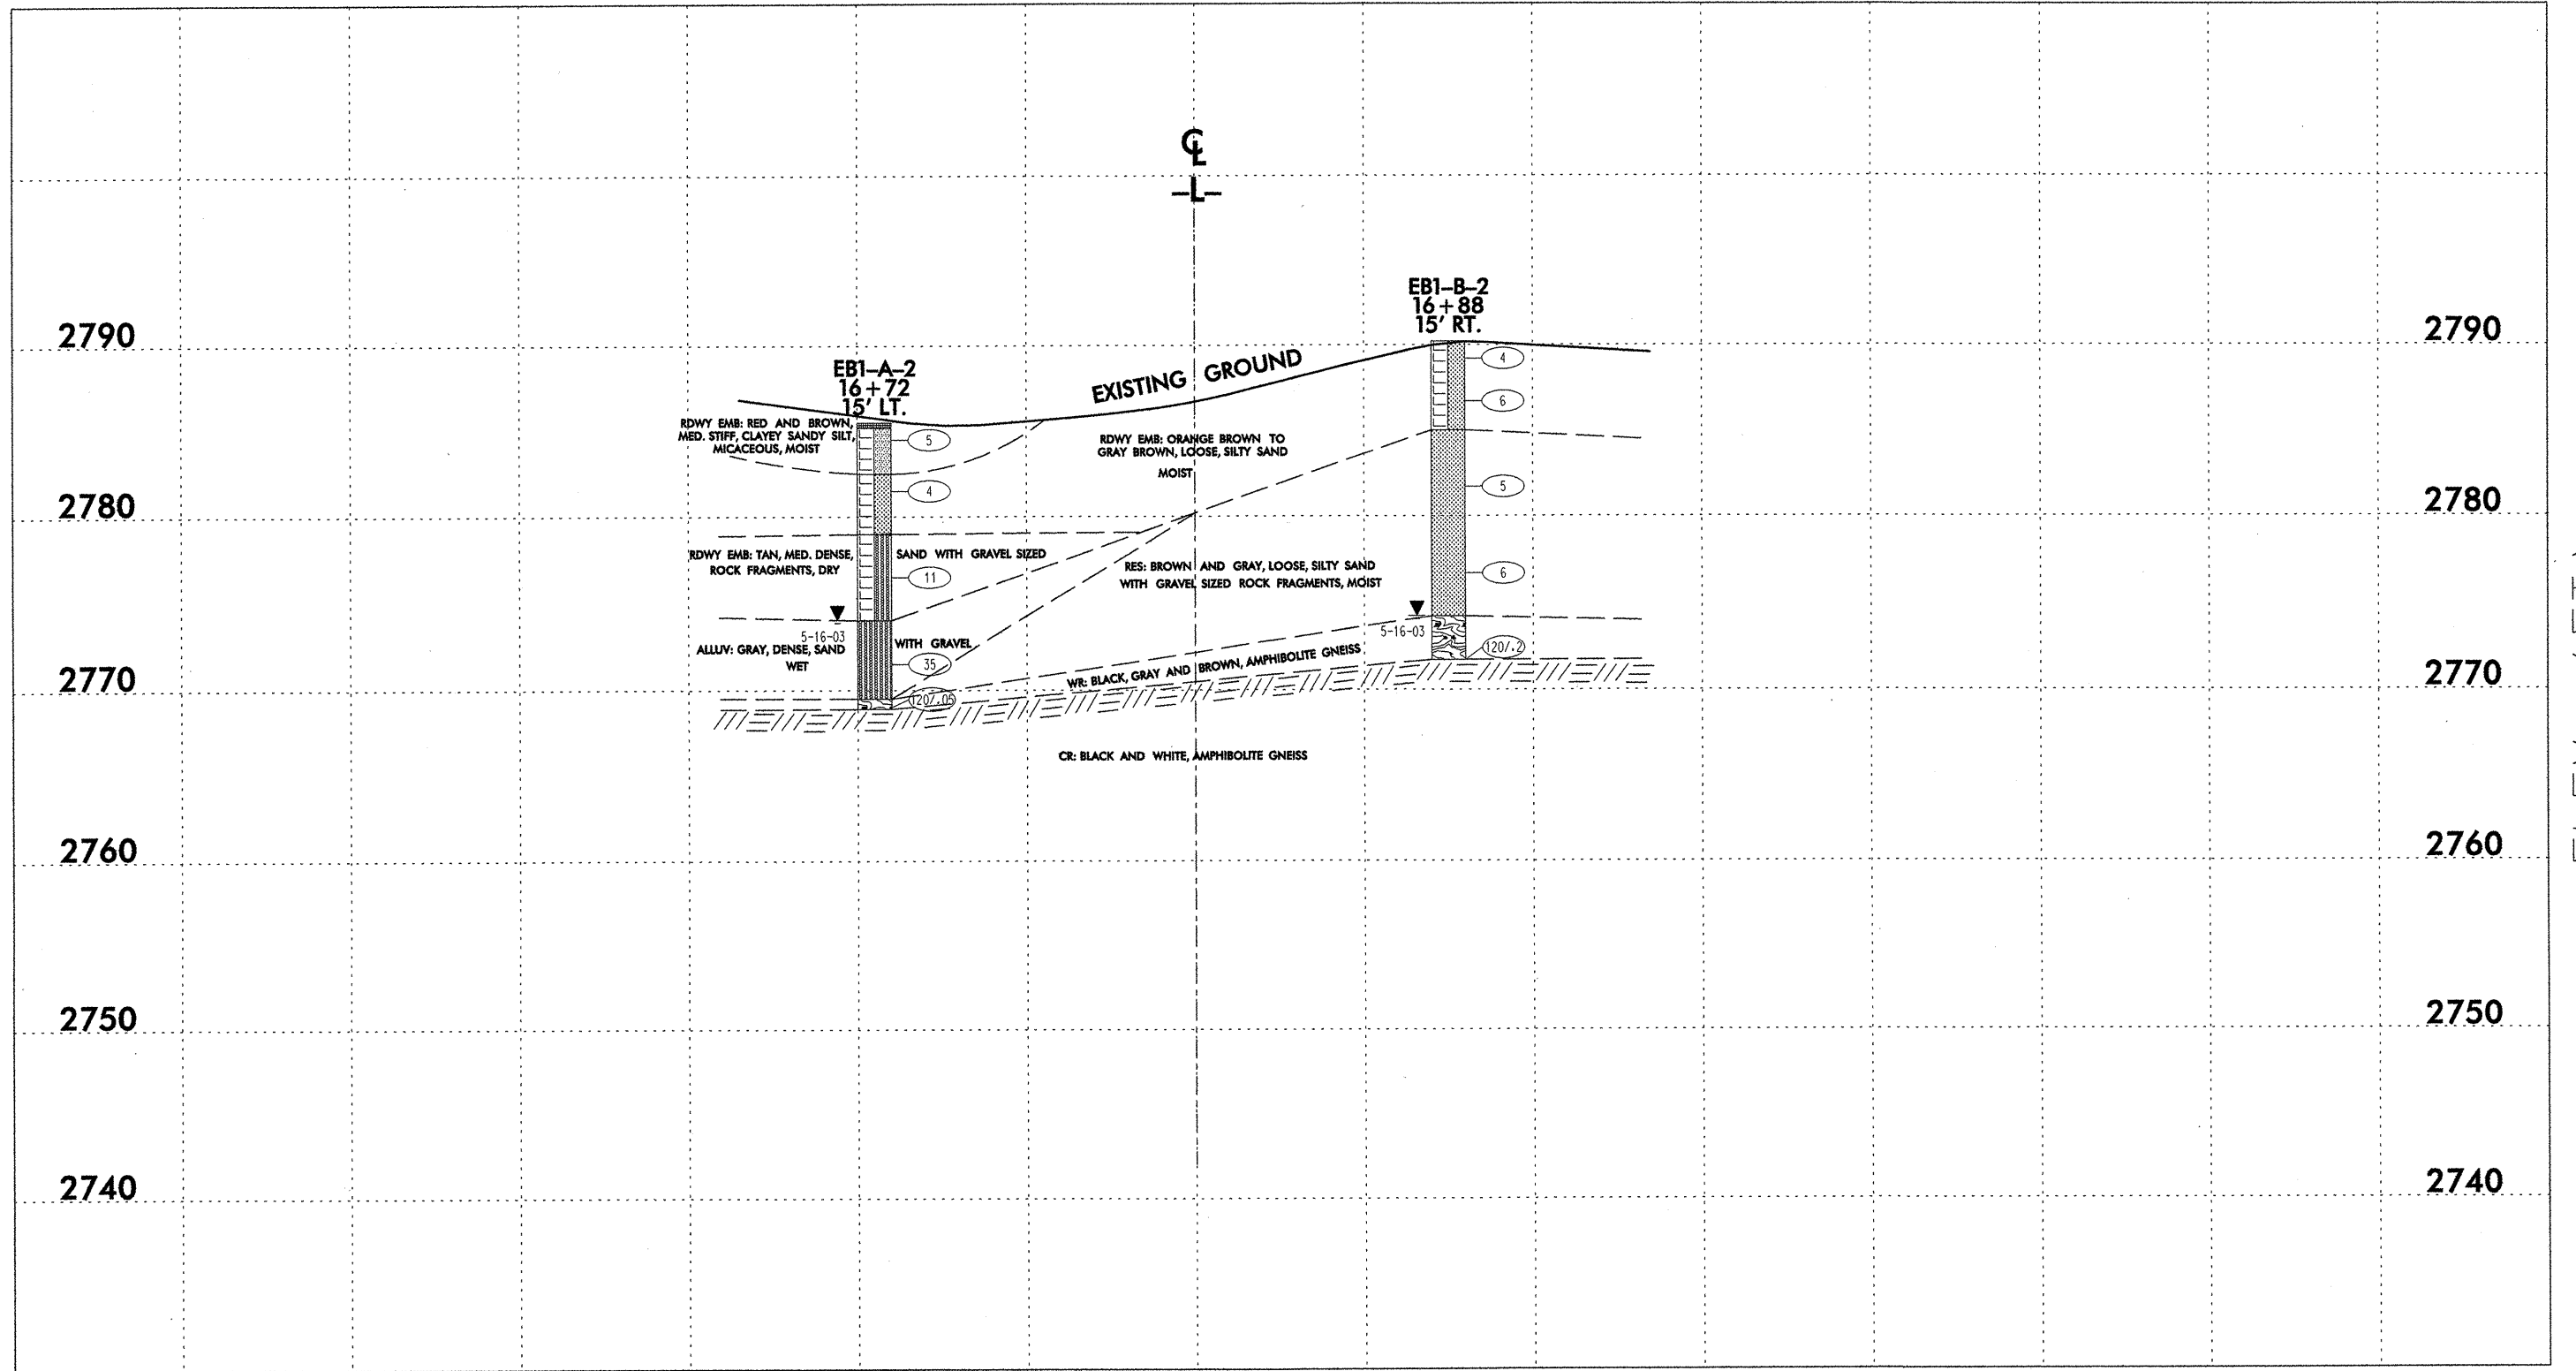 ℄
-L-
EB1-B-2
16+88
15' RT.
2790
2790
EB1-A-2
16+72
15' LT.
EXISTING GROUND
4
6
RDWY EMB: RED AND BROWN,
MED. STIFF, CLAYEY SANDY SILT,
MICACEOUS, MOIST
5
RDWY EMB: ORANGE BROWN TO
GRAY BROWN, LOOSE, SILTY SAND
MOIST
4
5
2780
2780
RDWY EMB: TAN, MED. DENSE, SAND WITH GRAVEL SIZED
ROCK FRAGMENTS, DRY
11
RES: BROWN AND GRAY, LOOSE, SILTY SAND
WITH GRAVEL SIZED ROCK FRAGMENTS, MOIST
6
5-16-03
5-16-03
ALLUV: GRAY, DENSE, SAND WITH GRAVEL
WET
35
120/.2
WR: BLACK, GRAY AND BROWN, AMPHIBOLITE GNEISS
2770
2770
120/.05
CR: BLACK AND WHITE, AMPHIBOLITE GNEISS
2760
2760
2750
2750
2740
2740